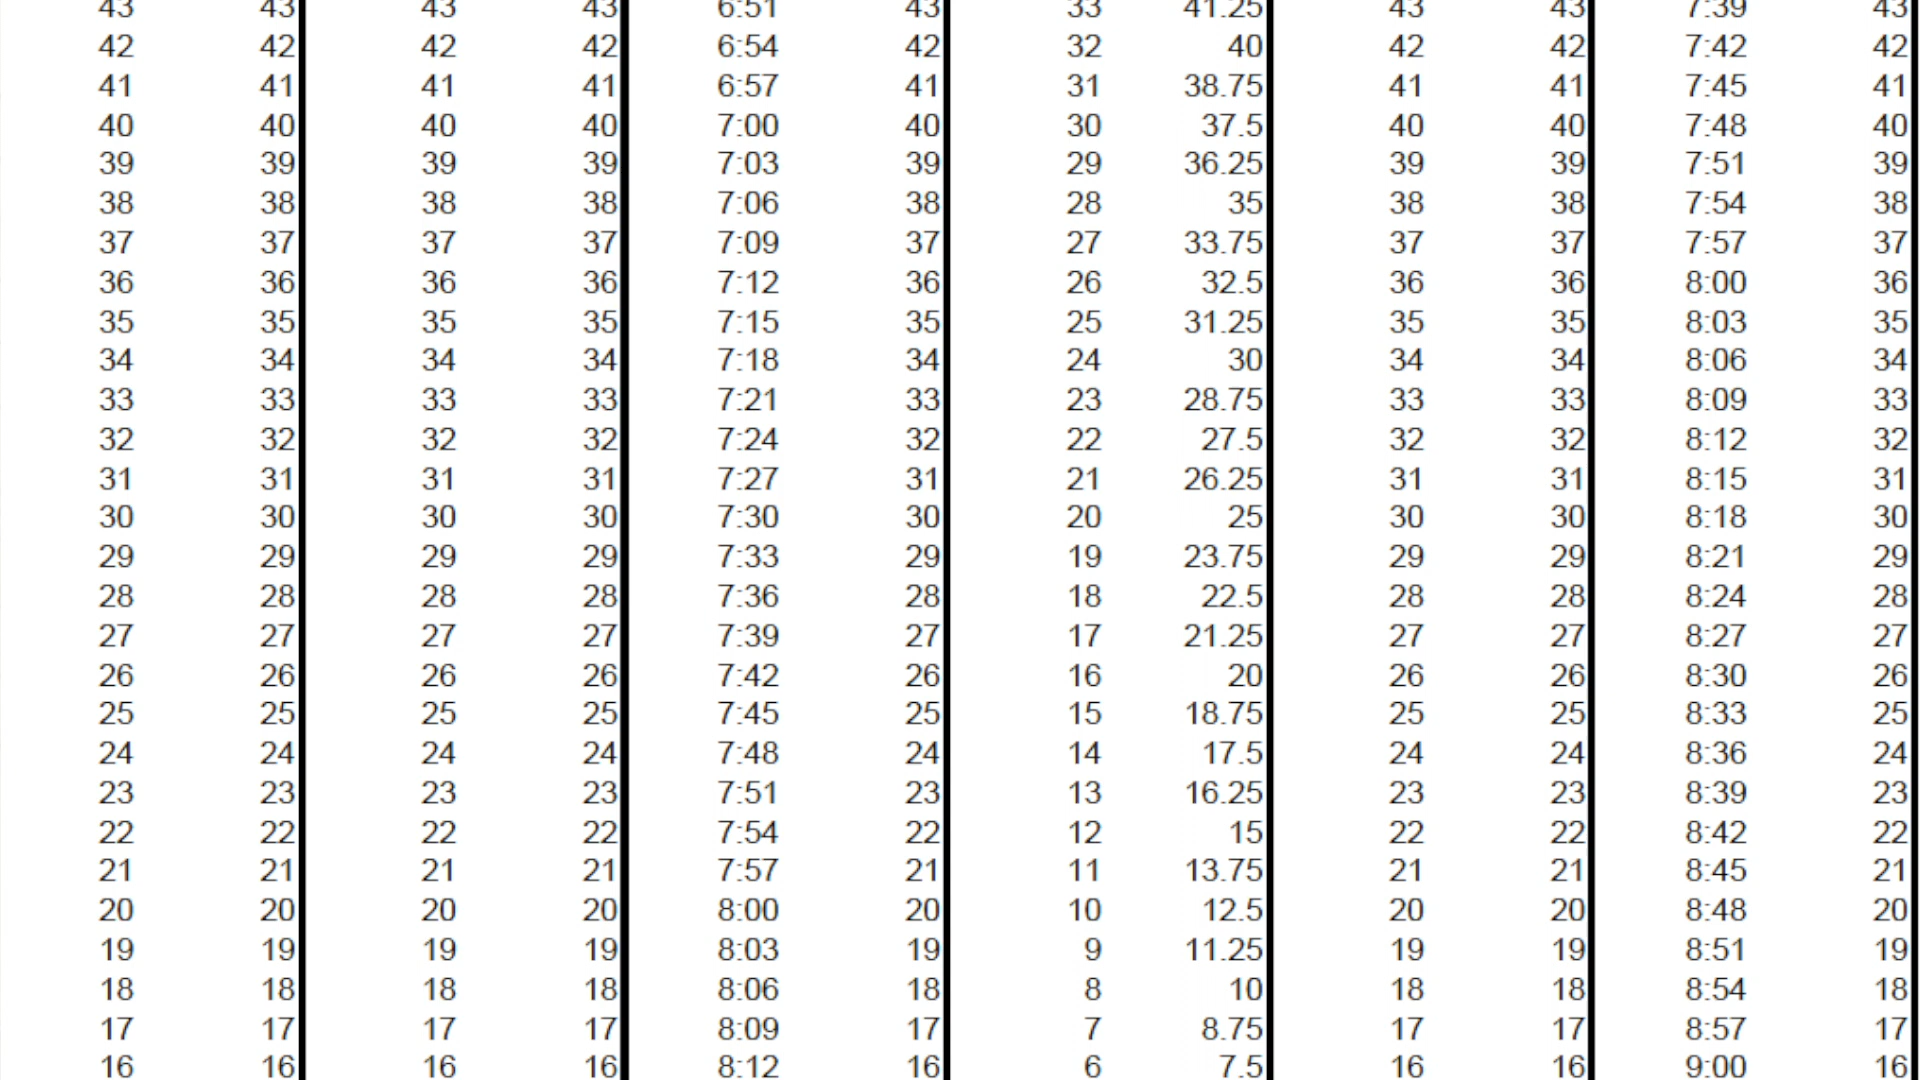 43 43 43 43 6:51 43 33 41.25 43 43 7:39 43
42 42 42 42 6:54 42 32 40 42 42 7:42 42
41 41 41 41 6:57 41 31 38.75 41 41 7:45 41
40 40 40 40 7:00 40 30 37.5 40 40 7:48 40
39 39 39 39 7:03 39 29 36.25 39 39 7:51 39
38 38 38 38 7:06 38 28 35 38 38 7:54 38
37 37 37 37 7:09 37 27 33.75 37 37 7:57 37
36 36 36 36 7:12 36 26 32.5 36 36 8:00 36
35 35 35 35 7:15 35 25 31.25 35 35 8:03 35
34 34 34 34 7:18 34 24 30 34 34 8:06 34
33 33 33 33 7:21 33 23 28.75 33 33 8:09 33
32 32 32 32 7:24 32 22 27.5 32 32 8:12 32
31 31 31 31 7:27 31 21 26.25 31 31 8:15 31
30 30 30 30 7:30 30 20 25 30 30 8:18 30
29 29 29 29 7:33 29 19 23.75 29 29 8:21 29
28 28 28 28 7:36 28 18 22.5 28 28 8:24 28
27 27 27 27 7:39 27 17 21.25 27 27 8:27 27
26 26 26 26 7:42 26 16 20 26 26 8:30 26
25 25 25 25 7:45 25 15 18.75 25 25 8:33 25
24 24 24 24 7:48 24 14 17.5 24 24 8:36 24
23 23 23 23 7:51 23 13 16.25 23 23 8:39 23
22 22 22 22 7:54 22 12 15 22 22 8:42 22
21 21 21 21 7:57 21 11 13.75 21 21 8:45 21
20 20 20 20 8:00 20 10 12.5 20 20 8:48 20
19 19 19 19 8:03 19 9 11.25 19 19 8:51 19
18 18 18 18 8:06 18 8 10 18 18 8:54 18
17 17 17 17 8:09 17 7 8.75 17 17 8:57 17
16 16 16 16 8:12 16 6 7.5 16 16 9:00 16